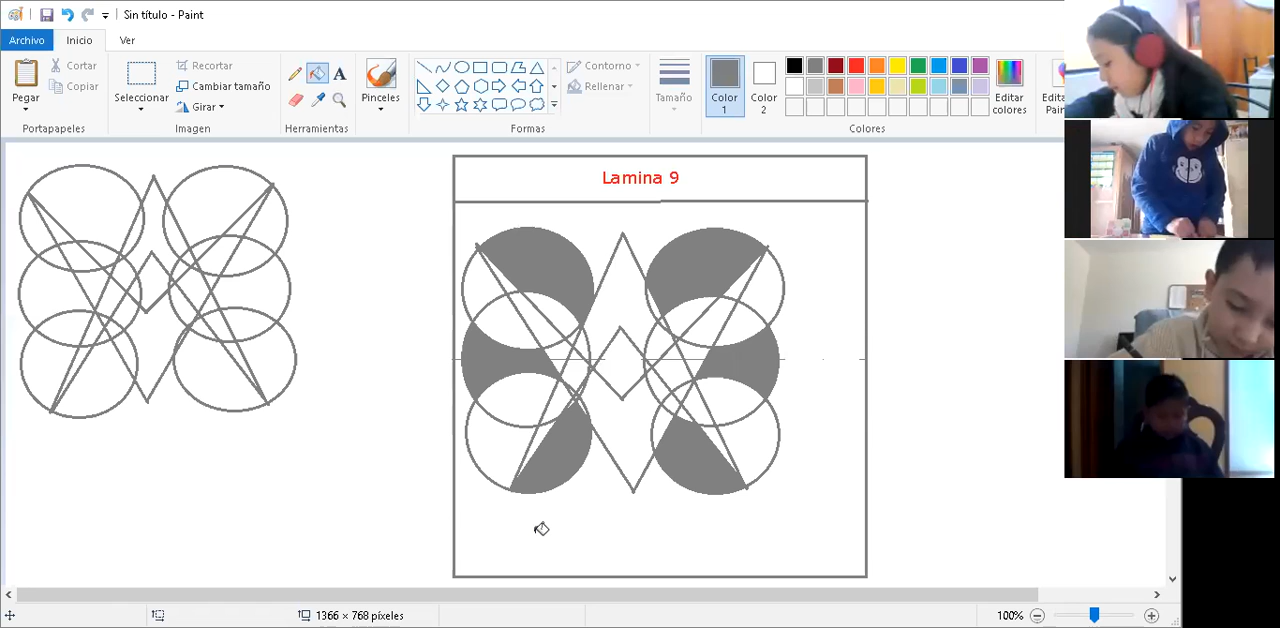 Sin título - Paint
Archivo Inicio Ver
Pegar
Cortar
Copiar
Portapapeles
Seleccionar
Recortar
Cambiar tamaño
Girar
Imagen
A
Herramientas
Pinceles
Contorno
Rellenar
Formas
Tamaño
Color 1
Color 2
Editar colores
Colores
Lamina 9
1366 × 768 píxeles
100%